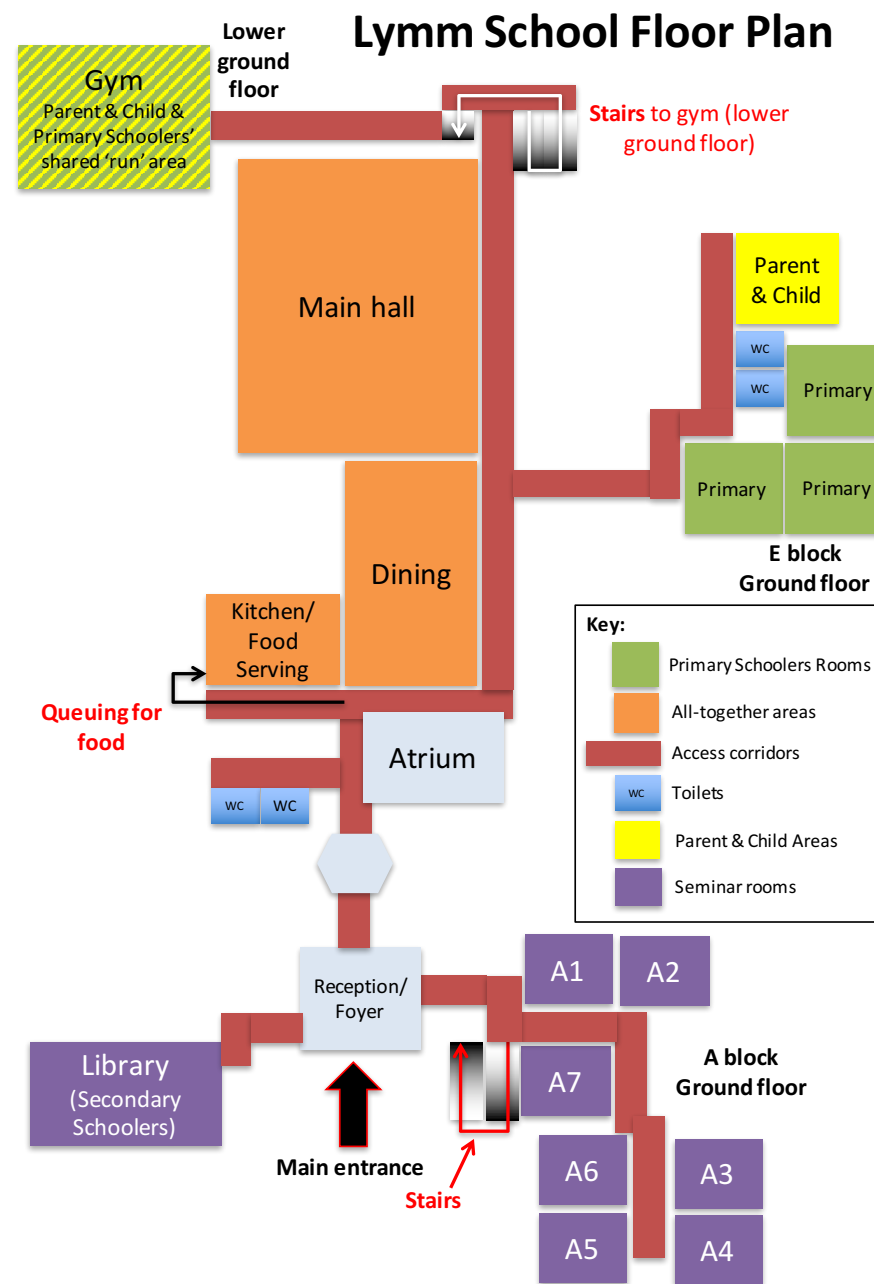 Lymm School Floor Plan
Lower
ground
floor
Gym
Parent & Child &
Primary Schoolers’
shared ‘run’ area
Stairs to gym (lower
ground floor)
Main hall
Parent
& Child
WC
WC
Primary
Primary
Primary
E block
Ground floor
Dining
Kitchen/
Food
Serving
Queuing for
food
Atrium
WC
WC
Key:
Primary Schoolers Rooms
All-together areas
Access corridors
WC
Toilets
Parent & Child Areas
Seminar rooms
Reception/
Foyer
A1
A2
Library
(Secondary
Schoolers)
A7
A block
Ground floor
Main entrance
Stairs
A6
A3
A5
A4